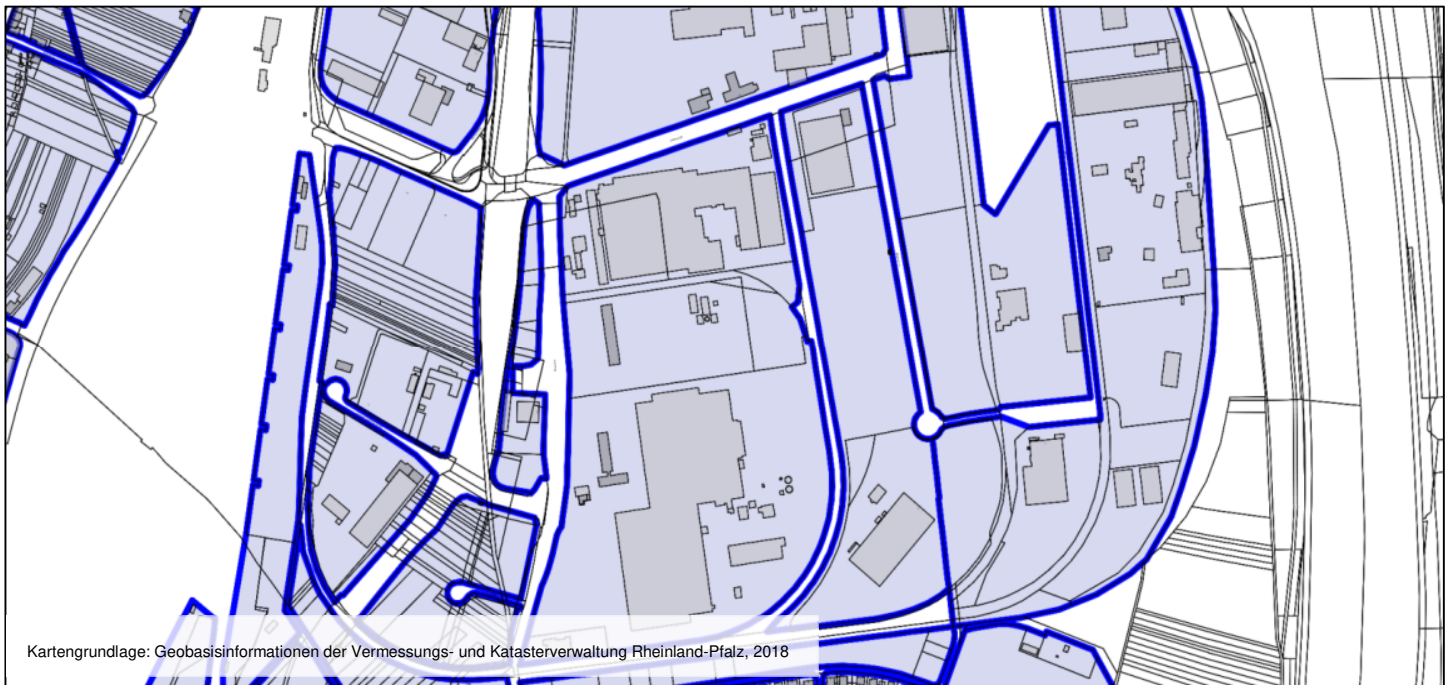 Kartengrundlage: Geobasisinformationen der Vermessungs- und Katasterverwaltung Rheinland-Pfalz, 2018